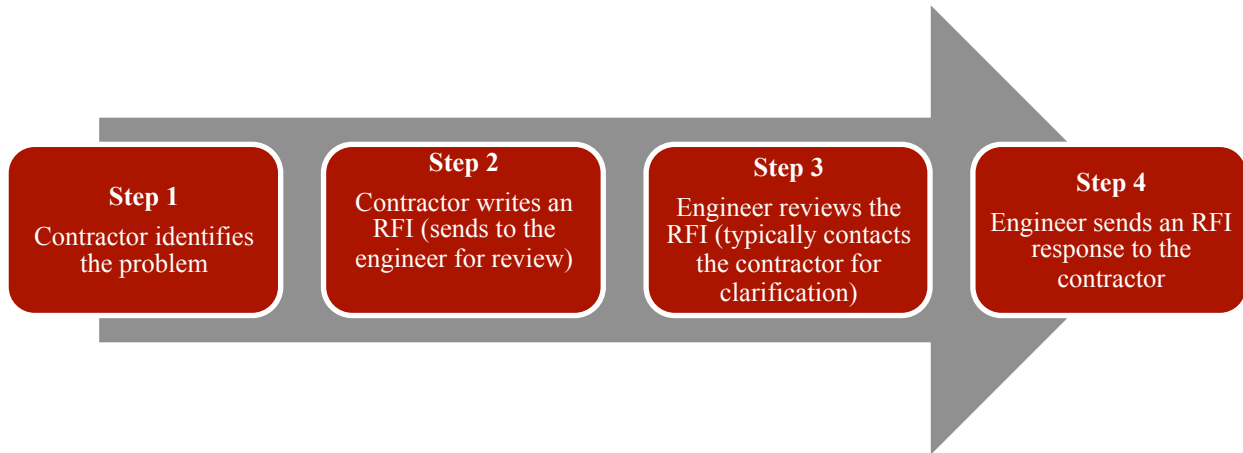 Step 1
Contractor identifies
the problem
Step 2
Contractor writes an
RFI (sends to the
engineer for review)
Step 3
Engineer reviews the
RFI (typically contacts
the contractor for
clarification)
Step 4
Engineer sends an RFI
response to the
contractor